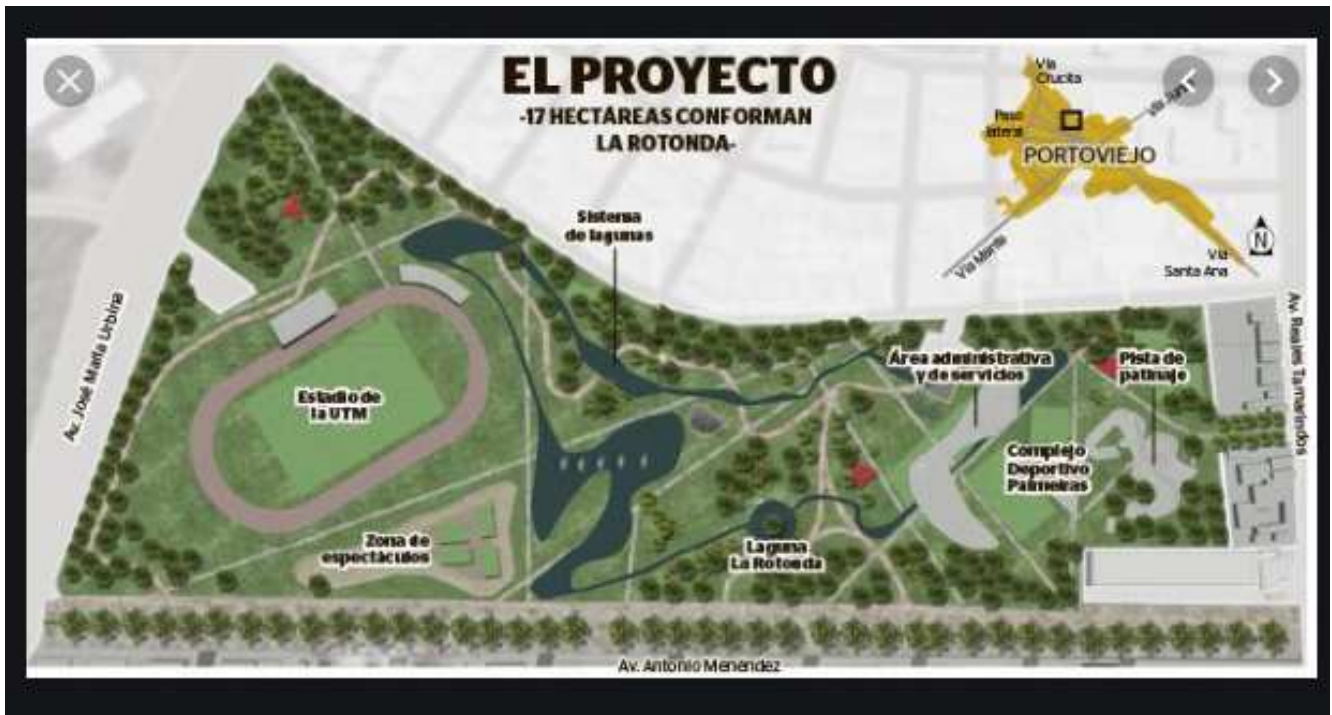 EL PROYECTO
-17 HECTÁREAS CONFORMAN
LA ROTONDA-
Vía
Crucita
Paso
lateral
PORTOVIEJO
Vía Manta
N
Vía
Santa Ana
Sistema
de lagunas
Av. José María Urbina
Av. Reales Tamarindos
Área administrativa
y de servicios
Pista de
patinaje
Estadio de
la UTM
Complejo
Deportivo
Palmeiras
Zona de
espectáculos
Laguna
La Rotonda
Av. Antonio Menéndez